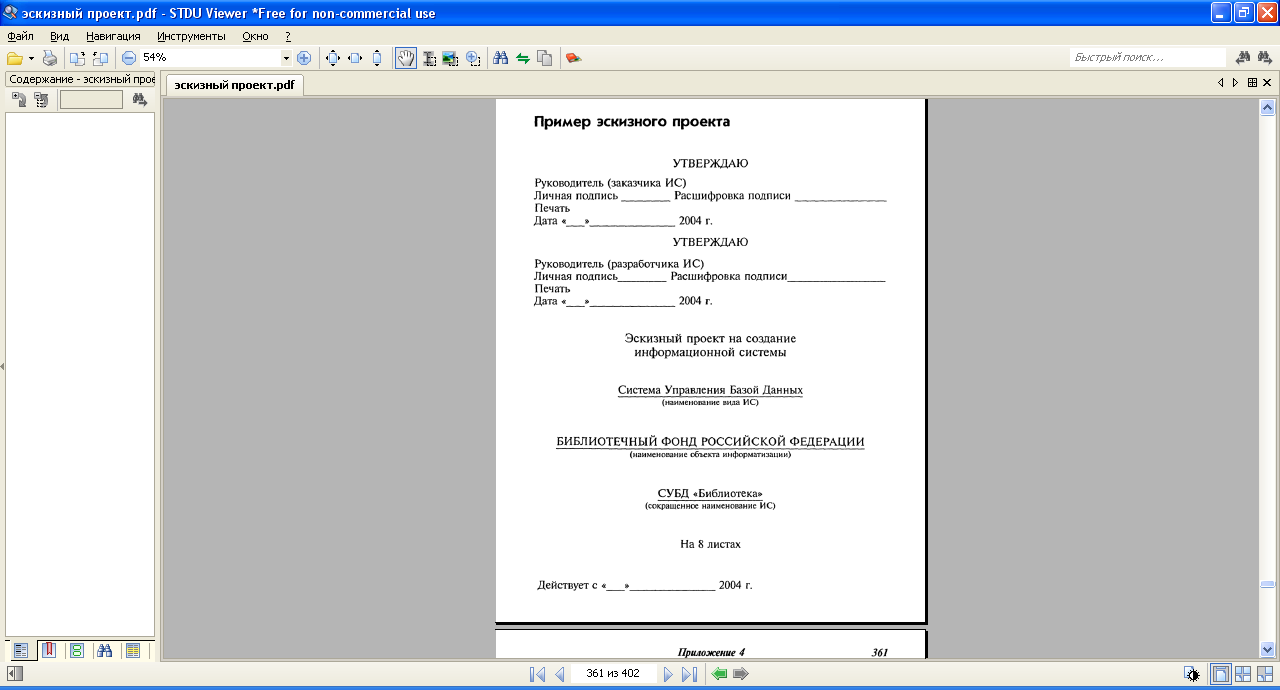 эскизный проект.pdf - STDU Viewer *Free for non-commercial use
Файл Вид Навигация Инструменты Окно ?
54%
Быстрый поиск...
Содержание - эскизный прое
эскизный проект.pdf
Пример эскизного проекта
УТВЕРЖДАЮ
Руководитель (заказчика ИС)
Личная подпись ________ Расшифровка подписи _______________
Печать
Дата «___»______________ 2004 г.
УТВЕРЖДАЮ
Руководитель (разработчика ИС)
Личная подпись________ Расшифровка подписи________________
Печать
Дата «___»______________ 2004 г.
Эскизный проект на создание
информационной системы
Система Управления Базой Данных
(наименование вида ИС)
БИБЛИОТЕЧНЫЙ ФОНД РОССИЙСКОЙ ФЕДЕРАЦИИ
(наименование объекта информатизации)
СУБД «Библиотека»
(сокращенное наименование ИС)
На 8 листах
Действует с «___»______________ 2004 г.
Приложение 4 361
361 из 402